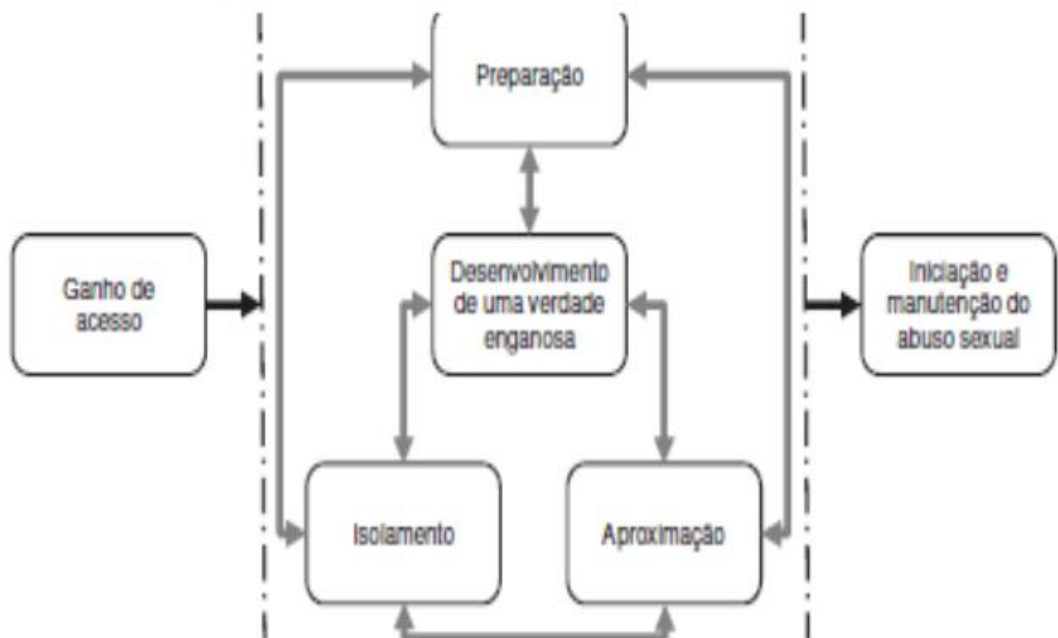 Preparação
Ganho de
acesso
Desenvolvimento
de uma verdade
enganosa
Iniciação e
manutenção do
abuso sexual
Isolamento
Aproximação